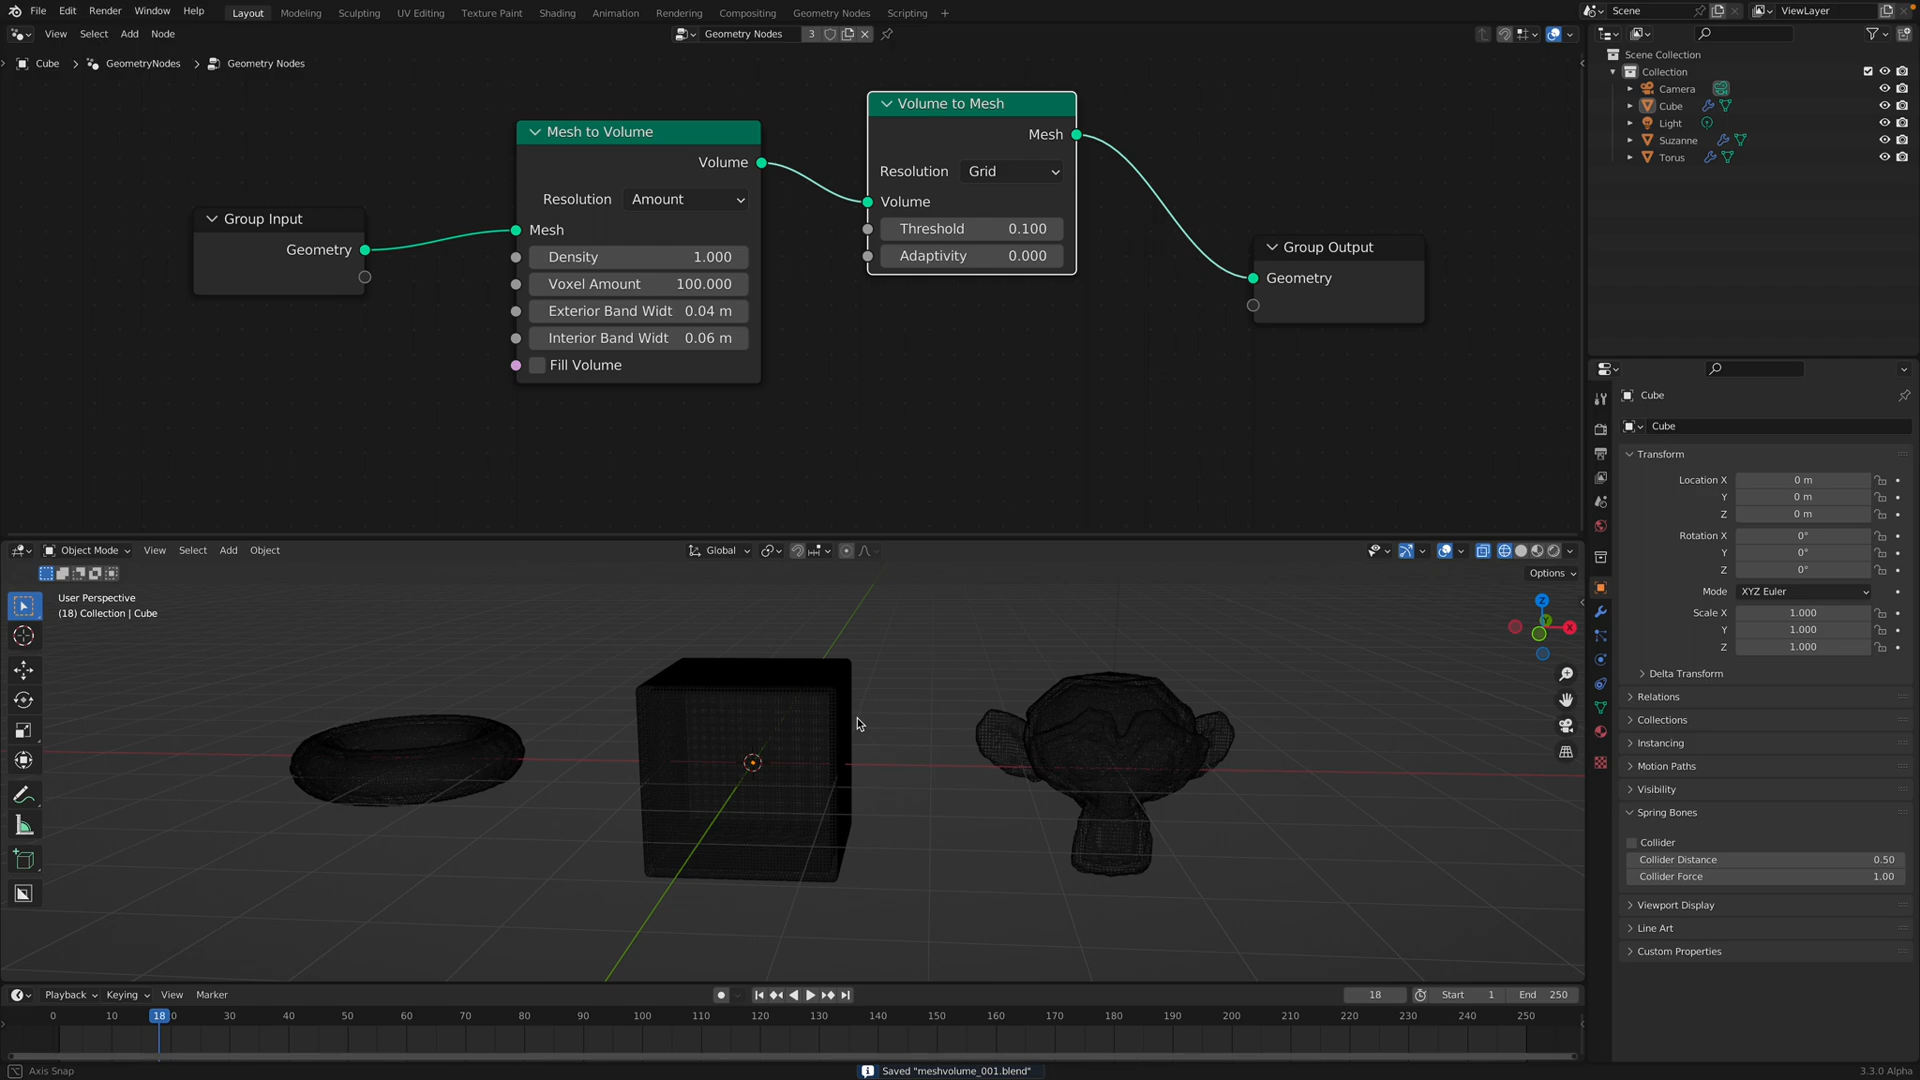 File Edit Render Window Help Layout Modeling Sculpting UV Editing Texture Paint Shading Animation Rendering Compositing Geometry Nodes Scripting + Scene ViewLayer
View Select Add Node Geometry Nodes 3
Cube > GeometryNodes > Geometry Nodes
Scene Collection
Collection
Camera
Cube
Light
Suzanne
Torus
Group Input
Geometry
Mesh to Volume
Volume
Resolution Amount
Mesh
Density 1.000
Voxel Amount 100.000
Exterior Band Widt 0.04 m
Interior Band Widt 0.06 m
Fill Volume
Volume to Mesh
Mesh
Resolution Grid
Volume
Threshold 0.100
Adaptivity 0.000
Group Output
Geometry
Cube
Cube
Transform
Location X 0 m
Y 0 m
Z 0 m
Rotation X 0°
Y 0°
Z 0°
Mode XYZ Euler
Scale X 1.000
Y 1.000
Z 1.000
Delta Transform
Relations
Collections
Instancing
Motion Paths
Visibility
Spring Bones
Collider
Collider Distance 0.50
Collider Force 1.00
Viewport Display
Line Art
Custom Properties
Object Mode View Select Add Object Global
Options
User Perspective
(18) Collection | Cube
Z
Y
X
Playback Keying View Marker 18 Start 1 End 250
0 10 18 0 30 40 50 60 70 80 90 100 110 120 130 140 150 160 170 180 190 200 210 220 230 240 250
Axis Snap Saved "meshvolume_001.blend" 3.3.0 Alpha